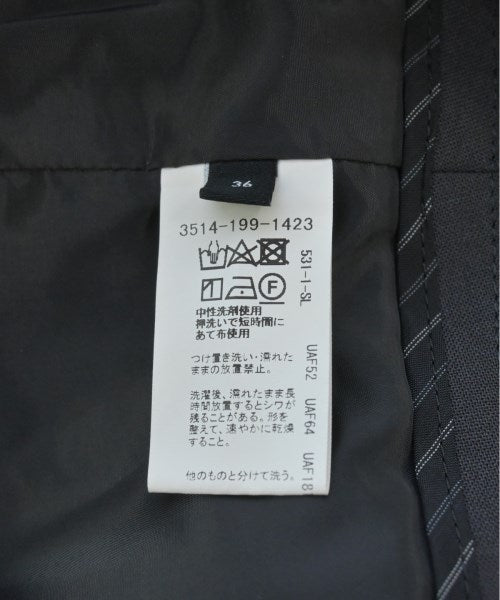 36
3514-199-1423
F
中性洗剤使用
押洗いで短時間に
あて布使用
つけ置き洗い・濡れた
ままの放置禁止。
洗濯後、濡れたまま長
時間放置するとシワが
残ることがある。形を
整えて、速やかに乾燥
すること。
他のものと分けて洗う。
531-1-SL
UAF52 UAF64 UAF18